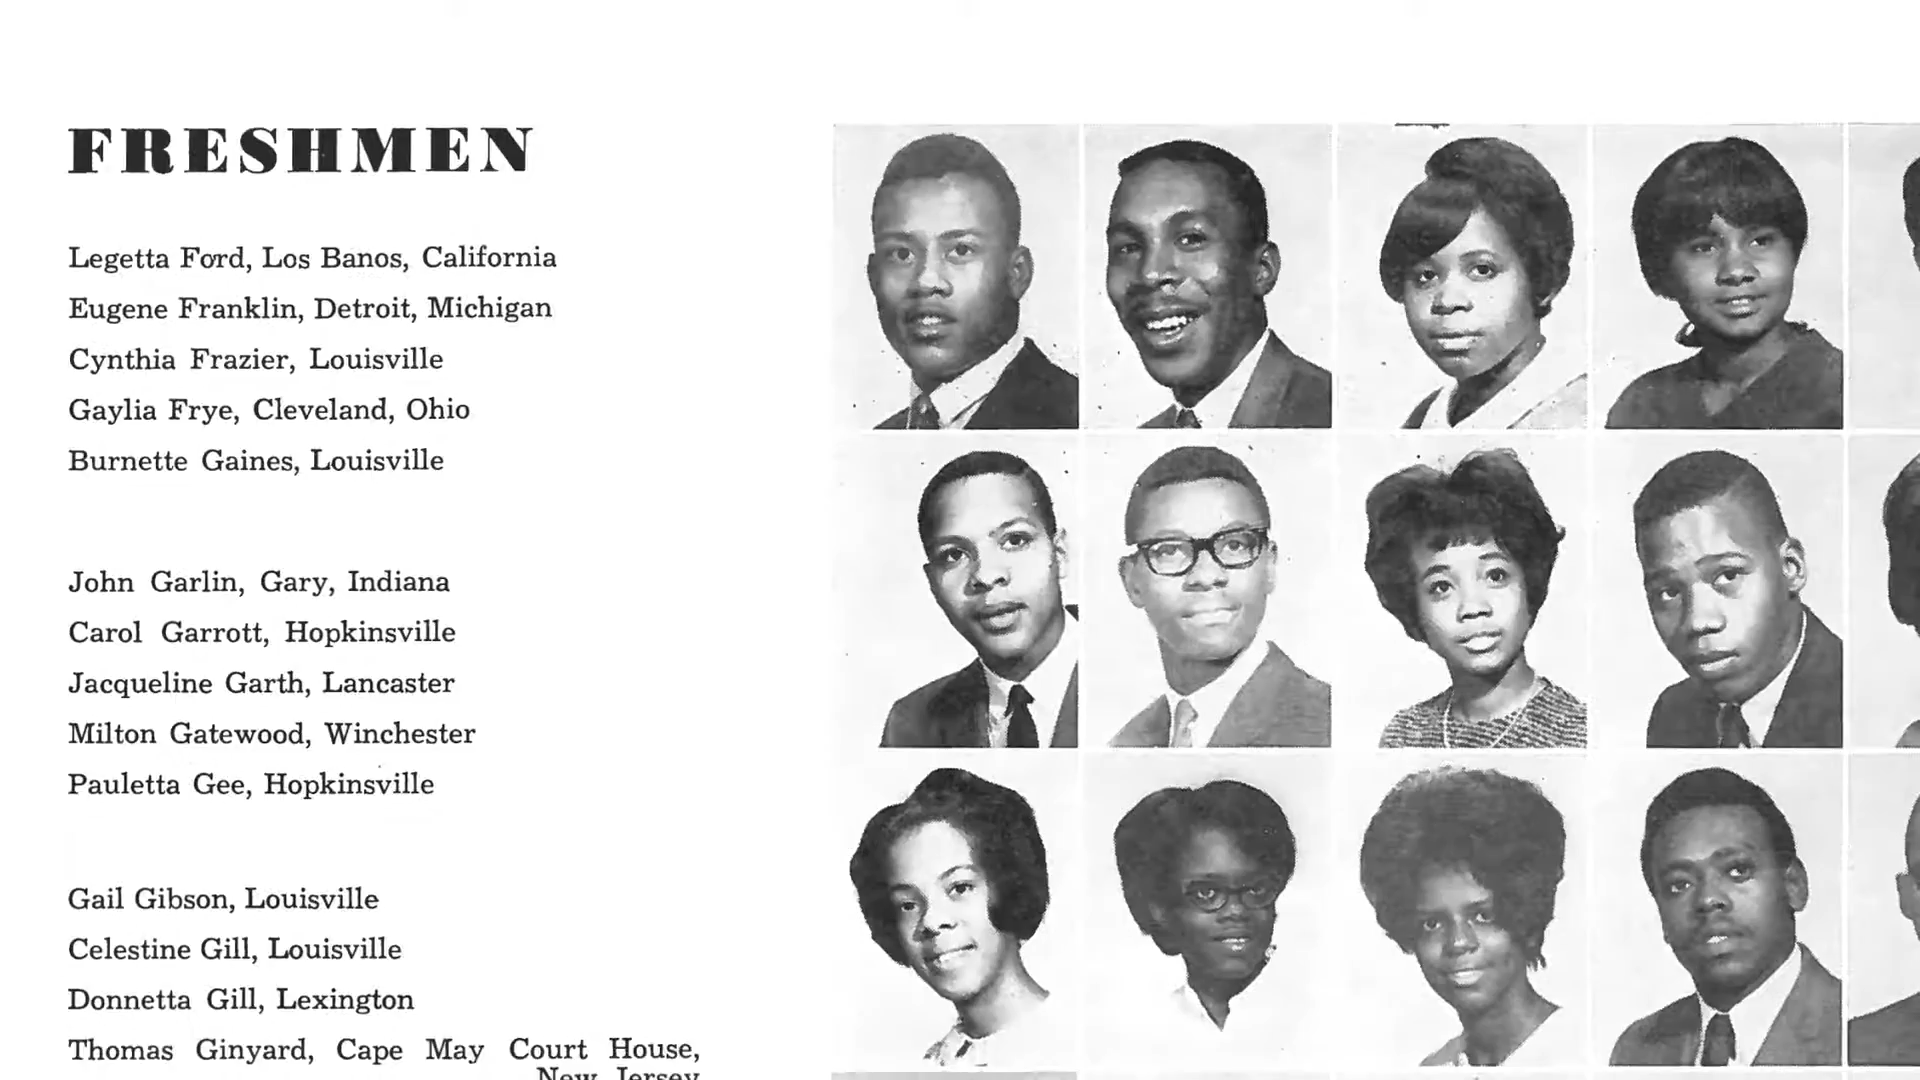 FRESHMEN
Legetta Ford, Los Banos, California
Eugene Franklin, Detroit, Michigan
Cynthia Frazier, Louisville
Gaylia Frye, Cleveland, Ohio
Burnette Gaines, Louisville
John Garlin, Gary, Indiana
Carol Garrott, Hopkinsville
Jacqueline Garth, Lancaster
Milton Gatewood, Winchester
Pauletta Gee, Hopkinsville
Gail Gibson, Louisville
Celestine Gill, Louisville
Donnetta Gill, Lexington
Thomas Ginyard, Cape May Court House,
New Jersey